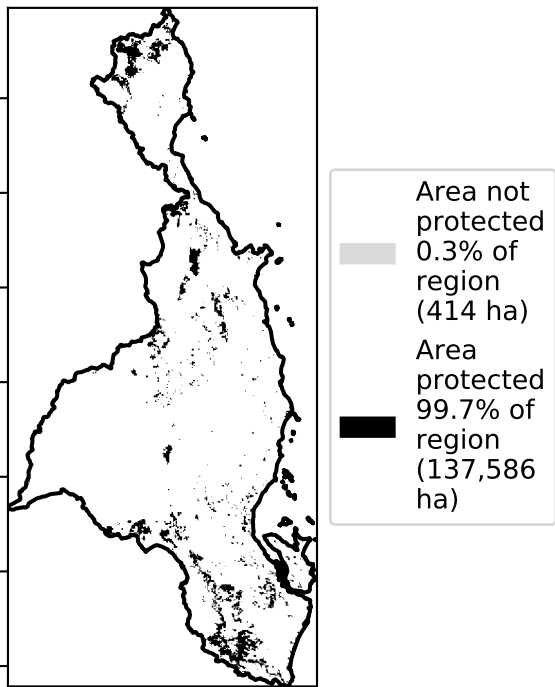 Area not
protected
0.3% of
region
(414 ha)
Area
protected
99.7% of
region
(137,586
ha)